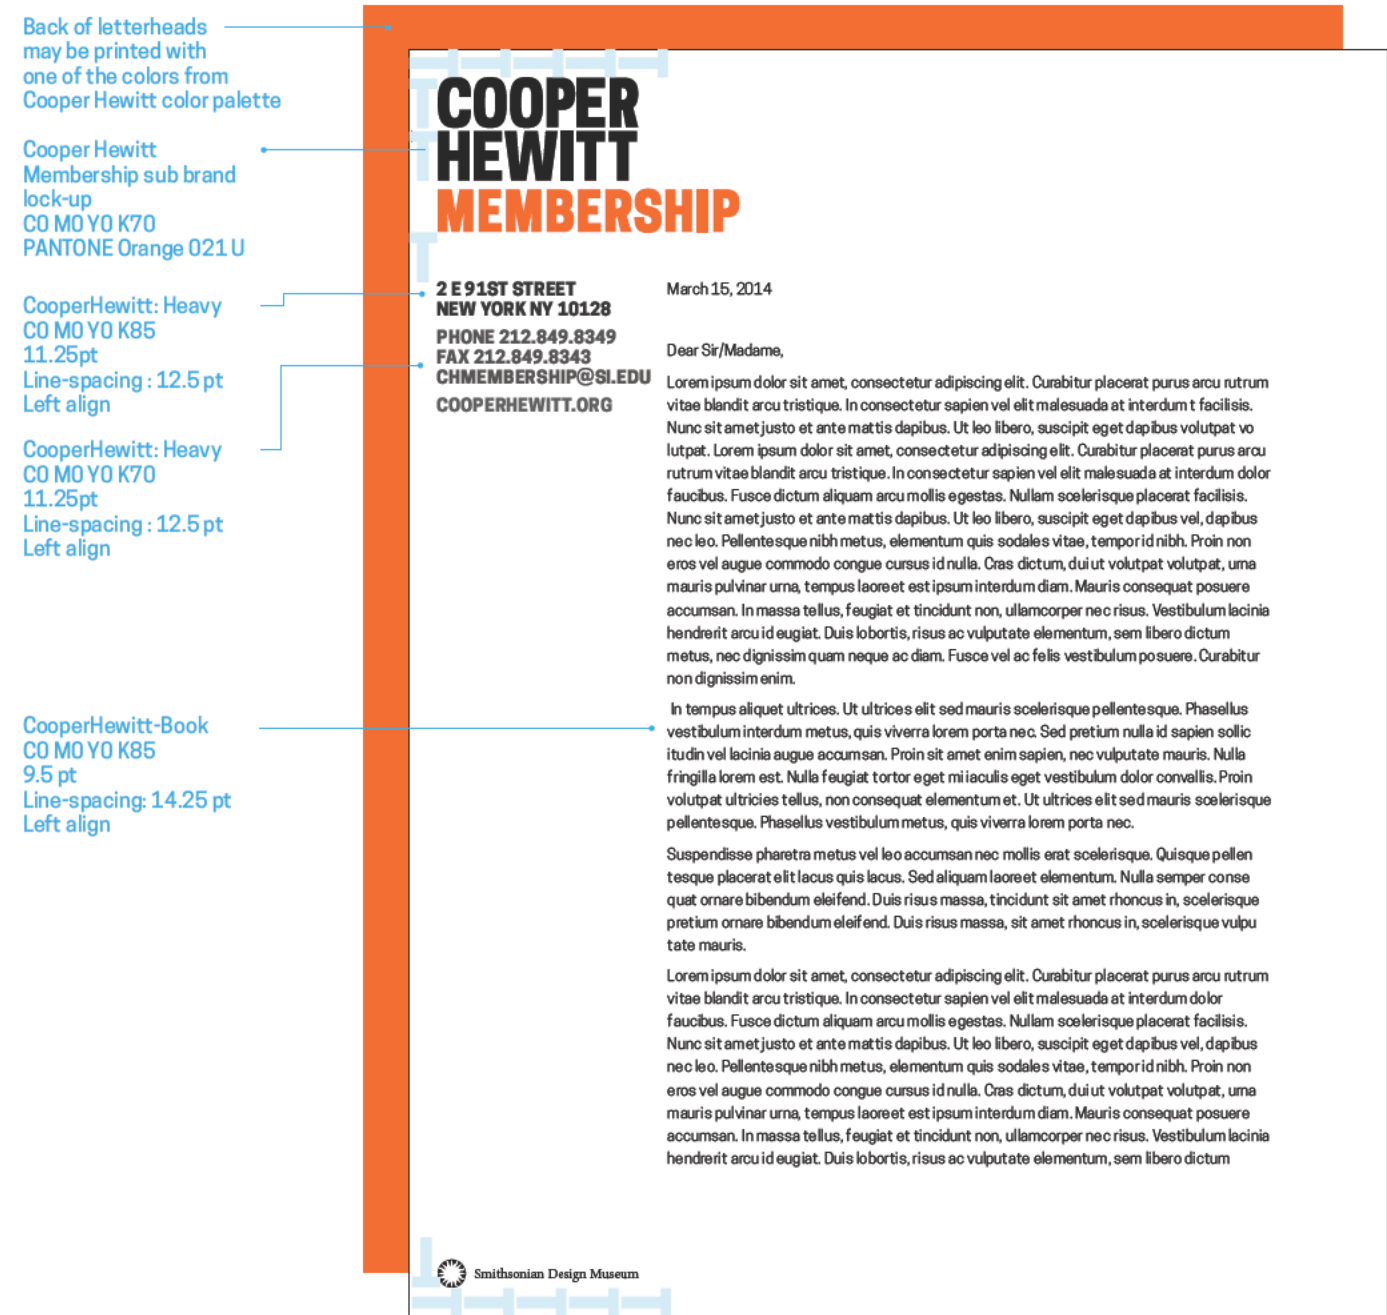 Back of letterheads
may be printed with
one of the colors from
Cooper Hewitt color palette
Cooper Hewitt
Membership sub brand
lock-up
C0 M0 Y0 K70
PANTONE Orange 021 U
CooperHewitt: Heavy
C0 M0 Y0 K85
11.25pt
Line-spacing : 12.5 pt
Left align
CooperHewitt: Heavy
C0 M0 Y0 K70
11.25pt
Line-spacing : 12.5 pt
Left align
CooperHewitt-Book
C0 M0 Y0 K85
9.5 pt
Line-spacing: 14.25 pt
Left align
COOPER
HEWITT
MEMBERSHIP
2 E 91ST STREET
NEW YORK NY 10128
PHONE 212.849.8349
FAX 212.849.8343
CHMEMBERSHIP@SI.EDU
COOPERHEWITT.ORG
March 15, 2014
Dear Sir/Madame,
Lorem ipsum dolor sit amet, consectetur adipiscing elit. Curabitur placerat purus arcu rutrum
vitae blandit arcu tristique. In consectetur sapien vel elit malesuada at interdum t facilisis.
Nunc sit amet justo et ante mattis dapibus. Ut leo libero, suscipit eget dapibus volutpat vo
lutpat. Lorem ipsum dolor sit amet, consectetur adipiscing elit. Curabitur placerat purus arcu
rutrum vitae blandit arcu tristique. In consectetur sapien vel elit malesuada at interdum dolor
faucibus. Fusce dictum aliquam arcu mollis egestas. Nullam scelerisque placerat facilisis.
Nunc sit amet justo et ante mattis dapibus. Ut leo libero, suscipit eget dapibus vel, dapibus
nec leo. Pellentesque nibh metus, elementum quis sodales vitae, tempor id nibh. Proin non
eros vel augue commodo congue cursus id nulla. Cras dictum, dui ut volutpat volutpat, urna
mauris pulvinar urna, tempus laoreet est ipsum interdum diam. Mauris consequat posuere
accumsan. In massa tellus, feugiat et tincidunt non, ullamcorper nec risus. Vestibulum lacinia
hendrerit arcu id eugiat. Duis lobortis, risus ac vulputate elementum, sem libero dictum
metus, nec dignissim quam neque ac diam. Fusce vel ac felis vestibulum posuere. Curabitur
non dignissim enim.
In tempus aliquet ultrices. Ut ultrices elit sed mauris scelerisque pellentesque. Phasellus
vestibulum interdum metus, quis viverra lorem porta nec. Sed pretium nulla id sapien sollic
itudin vel lacinia augue accumsan. Proin sit amet enim sapien, nec vulputate mauris. Nulla
fringilla lorem est. Nulla feugiat tortor eget mi iaculis eget vestibulum dolor convallis. Proin
volutpat ultricies tellus, non consequat elementum et. Ut ultrices elit sed mauris scelerisque
pellentesque. Phasellus vestibulum metus, quis viverra lorem porta nec.
Suspendisse pharetra metus vel leo accumsan nec mollis erat scelerisque. Quisque pellen
tesque placerat elit lacus quis lacus. Sed aliquam laoreet elementum. Nulla semper conse
quat ornare bibendum eleifend. Duis risus massa, tincidunt sit amet rhoncus in, scelerisque
pretium ornare bibendum eleifend. Duis risus massa, sit amet rhoncus in, scelerisque vulpu
tate mauris.
Lorem ipsum dolor sit amet, consectetur adipiscing elit. Curabitur placerat purus arcu rutrum
vitae blandit arcu tristique. In consectetur sapien vel elit malesuada at interdum dolor
faucibus. Fusce dictum aliquam arcu mollis egestas. Nullam scelerisque placerat facilisis.
Nunc sit amet justo et ante mattis dapibus. Ut leo libero, suscipit eget dapibus vel, dapibus
nec leo. Pellentesque nibh metus, elementum quis sodales vitae, tempor id nibh. Proin non
eros vel augue commodo congue cursus id nulla. Cras dictum, dui ut volutpat volutpat, urna
mauris pulvinar urna, tempus laoreet est ipsum interdum diam. Mauris consequat posuere
accumsan. In massa tellus, feugiat et tincidunt non, ullamcorper nec risus. Vestibulum lacinia
hendrerit arcu id eugiat. Duis lobortis, risus ac vulputate elementum, sem libero dictum
Smithsonian Design Museum